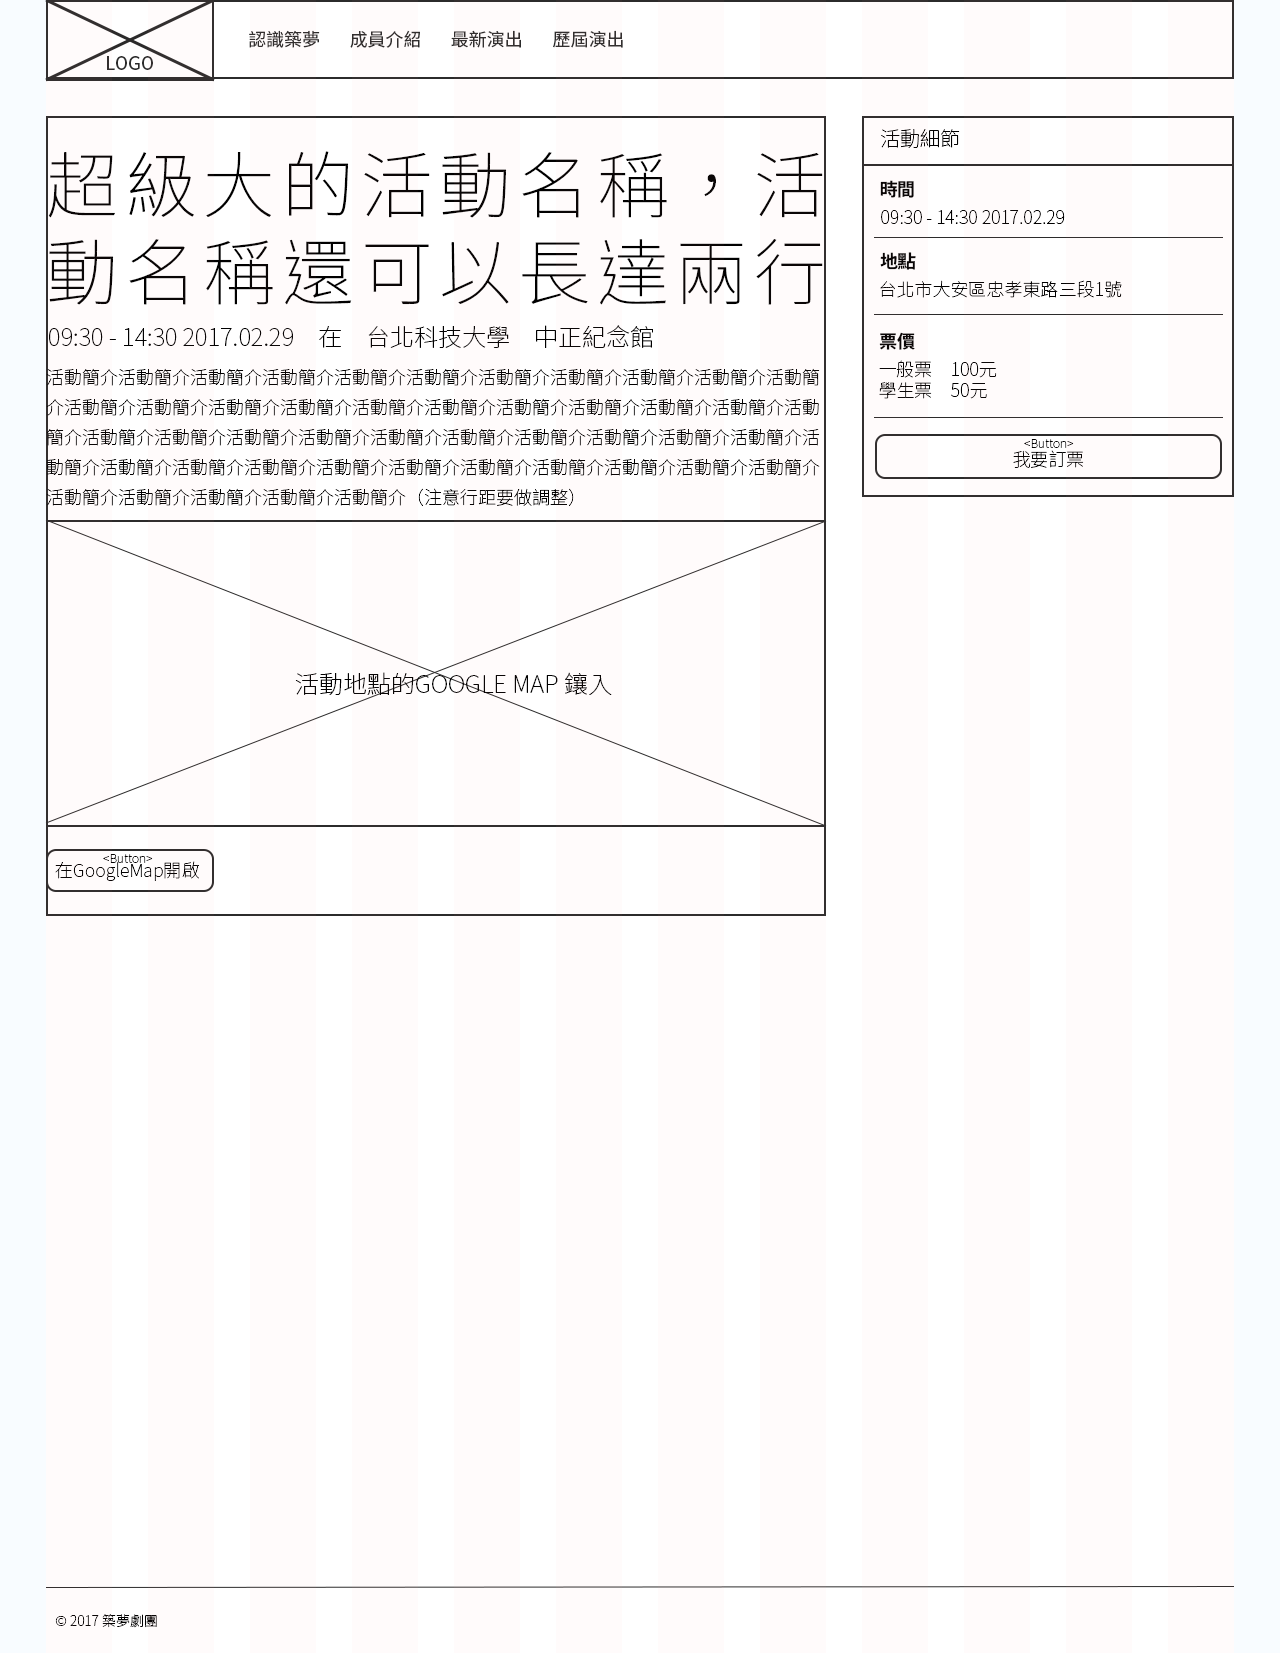 LOGO
認識築夢 成員介紹 最新演出 歷屆演出
超級大的活動名稱，活
動名稱還可以長達兩行
09:30 - 14:30 2017.02.29 在 台北科技大學 中正紀念館
活動簡介活動簡介活動簡介活動簡介活動簡介活動簡介活動簡介活動簡介活動簡介活動簡介活動簡
介活動簡介活動簡介活動簡介活動簡介活動簡介活動簡介活動簡介活動簡介活動簡介活動簡介活動
簡介活動簡介活動簡介活動簡介活動簡介活動簡介活動簡介活動簡介活動簡介活動簡介活動簡介活
動簡介活動簡介活動簡介活動簡介活動簡介活動簡介活動簡介活動簡介活動簡介活動簡介活動簡介
活動簡介活動簡介活動簡介活動簡介活動簡介（注意行距要做調整）
活動地點的GOOGLE MAP 鑲入
<Button>
在GoogleMap開啟
活動細節
時間
09:30 - 14:30 2017.02.29
地點
台北市大安區忠孝東路三段1號
票價
一般票 100元
學生票 50元
<Button>
我要訂票
© 2017 築夢劇團